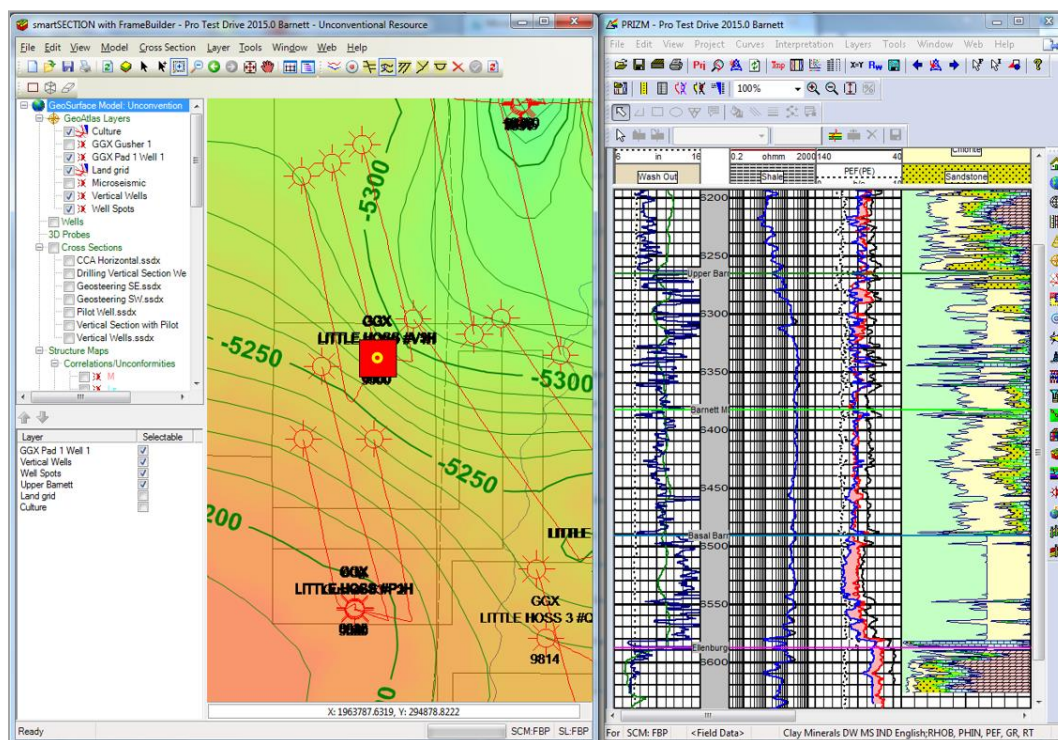 smartSECTION with FrameBuilder - Pro Test Drive 2015.0 Barnett - Unconventional Resource
File Edit View Model Cross Section Layer Tools Window Web Help
GeoSurface Model: Unconvention
GeoAtlas Layers
Culture
GGX Gusher 1
GGX Pad 1 Well 1
Land grid
Microseismic
Vertical Wells
Well Spots
Wells
3D Probes
Cross Sections
CCA Horizontal.ssdx
Drilling Vertical Section We
Geosteering SE.ssdx
Geosteering SW.ssdx
Pilot Well.ssdx
Vertical Section with Pilot
Vertical Wells.ssdx
Structure Maps
Correlations/Unconformities
M
Layer Selectable
GGX Pad 1 Well 1
Vertical Wells
Well Spots
Upper Barnett
Land grid
Culture
-5300
GGX
LITTLE HOSS
-5250
-5300
-5250
200
LITTLE
GGX
LITTLE HOSS
GGX
LITTLE HOSS 3 #Q
9814
X: 1963787.6319, Y: 294878.8222
Ready SCM:FBP SL:FBP
PRIZM - Pro Test Drive 2015.0 Barnett
File Edit View Project Curves Interpretation Layers Tools Window Web Help
Prj Tmp X+Y Rw
100%
6 in 16 0.2 ohmm 2000 140 40
Wash Out Shale PEF(PE) Sandstone
6200
6250
Upper Barn
6300
6350
Barnett M
6400
6450
Basal Barn
6500
6550
Ellenburg
6600
For SCM: FBP <Field Data> Clay Minerals DW MS IND English;RHOB, PHIN, PEF, GR, RT